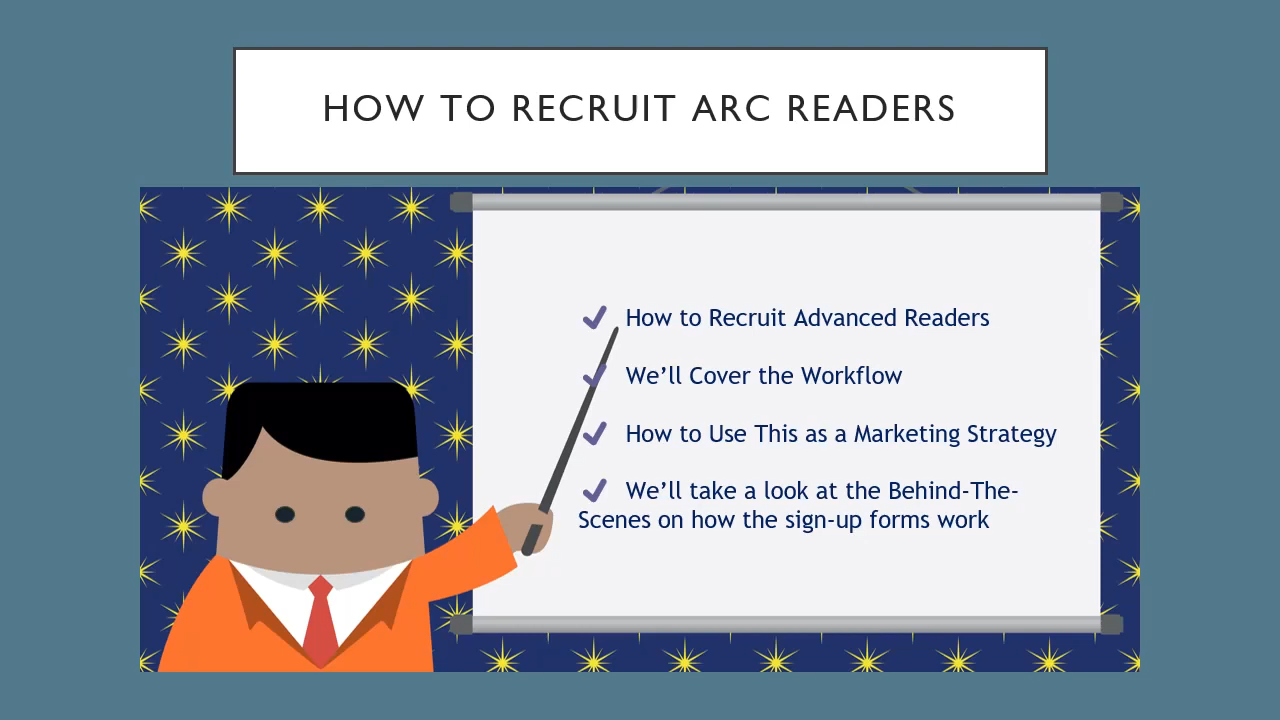 HOW TO RECRUIT ARC READERS
How to Recruit Advanced Readers
We’ll Cover the Workflow
How to Use This as a Marketing Strategy
We’ll take a look at the Behind-The-
Scenes on how the sign-up forms work